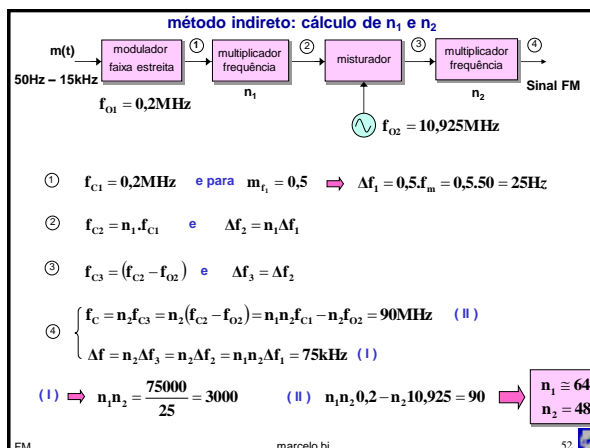 método indireto: cálculo de n₁ e n₂
m(t)
50Hz – 15kHz
modulador
faixa estreita
①
multiplicador
frequência
n₁
②
misturador
③
multiplicador
frequência
n₂
④
Sinal FM
f_O1 = 0,2MHz
f_O2 = 10,925MHz
① f_C1 = 0,2MHz e para m_f₁ = 0,5 ⇨ Δf₁ = 0,5.f_m = 0,5.50 = 25Hz
② f_C2 = n₁.f_C1 e Δf₂ = n₁Δf₁
③ f_C3 = (f_C2 − f_O2) e Δf₃ = Δf₂
④ f_C = n₂f_C3 = n₂(f_C2 − f_O2) = n₁n₂f_C1 − n₂f_O2 = 90MHz ( II )
Δf = n₂Δf₃ = n₂Δf₂ = n₁n₂Δf₁ = 75kHz ( I )
( I ) ⇨ n₁n₂ = 75000/25 = 3000 ( II ) n₁n₂0,2 − n₂10,925 = 90 ⇨ n₁ ≅ 64
n₂ = 48
FM
marcelo bj
52